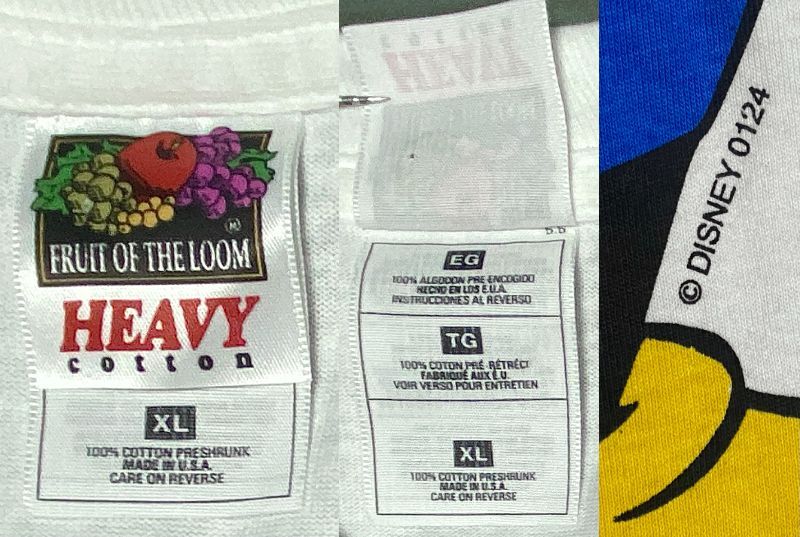 FRUIT OF THE LOOM
HEAVY
cotton
XL
100% COTTON PRESHRUNK
MADE IN U.S.A.
CARE ON REVERSE
HEAVY
EG
100% ALGODON PRE ENCOGIDO
HECHO EN LOS E.U.A.
INSTRUCCIONES AL REVERSO
TG
100% COTON PRÉ-RÉTRÉCI
FABRIQUÉ AUX É.U.
VOIR VERSO POUR ENTRETIEN
XL
100% COTTON PRESHRUNK
MADE IN U.S.A.
CARE ON REVERSE
© DISNEY 0124